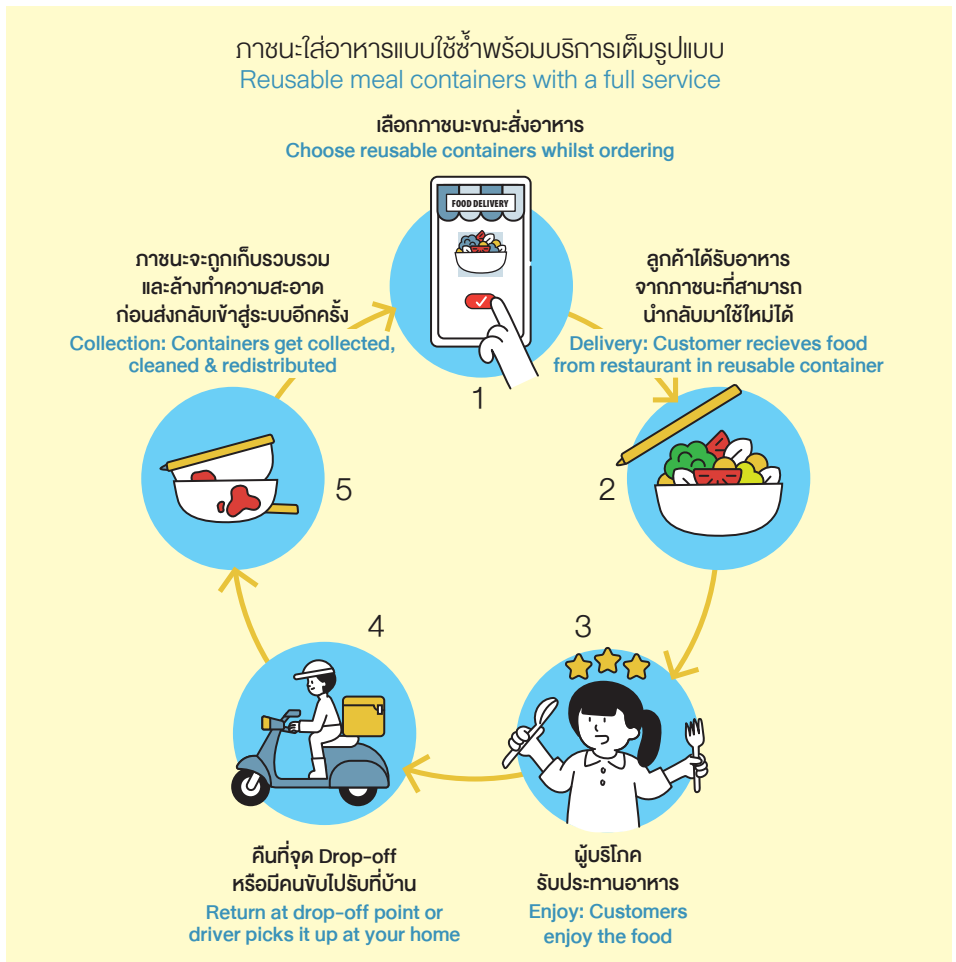 ภาชนะใส่อาหารแบบใช้ซ้ำพร้อมบริการเต็มรูปแบบ
Reusable meal containers with a full service
เลือกภาชนะขณะสั่งอาหาร
Choose reusable containers whilst ordering
FOOD DELIVERY
1
ลูกค้าได้รับอาหาร
จากภาชนะที่สามารถ
นำกลับมาใช้ใหม่ได้
Delivery: Customer recieves food
from restaurant in reusable container
2
3
ผู้บริโภค
รับประทานอาหาร
Enjoy: Customers
enjoy the food
4
คืนที่จุด Drop-off
หรือมีคนขับไปรับที่บ้าน
Return at drop-off point or
driver picks it up at your home
5
ภาชนะจะถูกเก็บรวบรวม
และล้างทำความสะอาด
ก่อนส่งกลับเข้าสู่ระบบอีกครั้ง
Collection: Containers get collected,
cleaned & redistributed